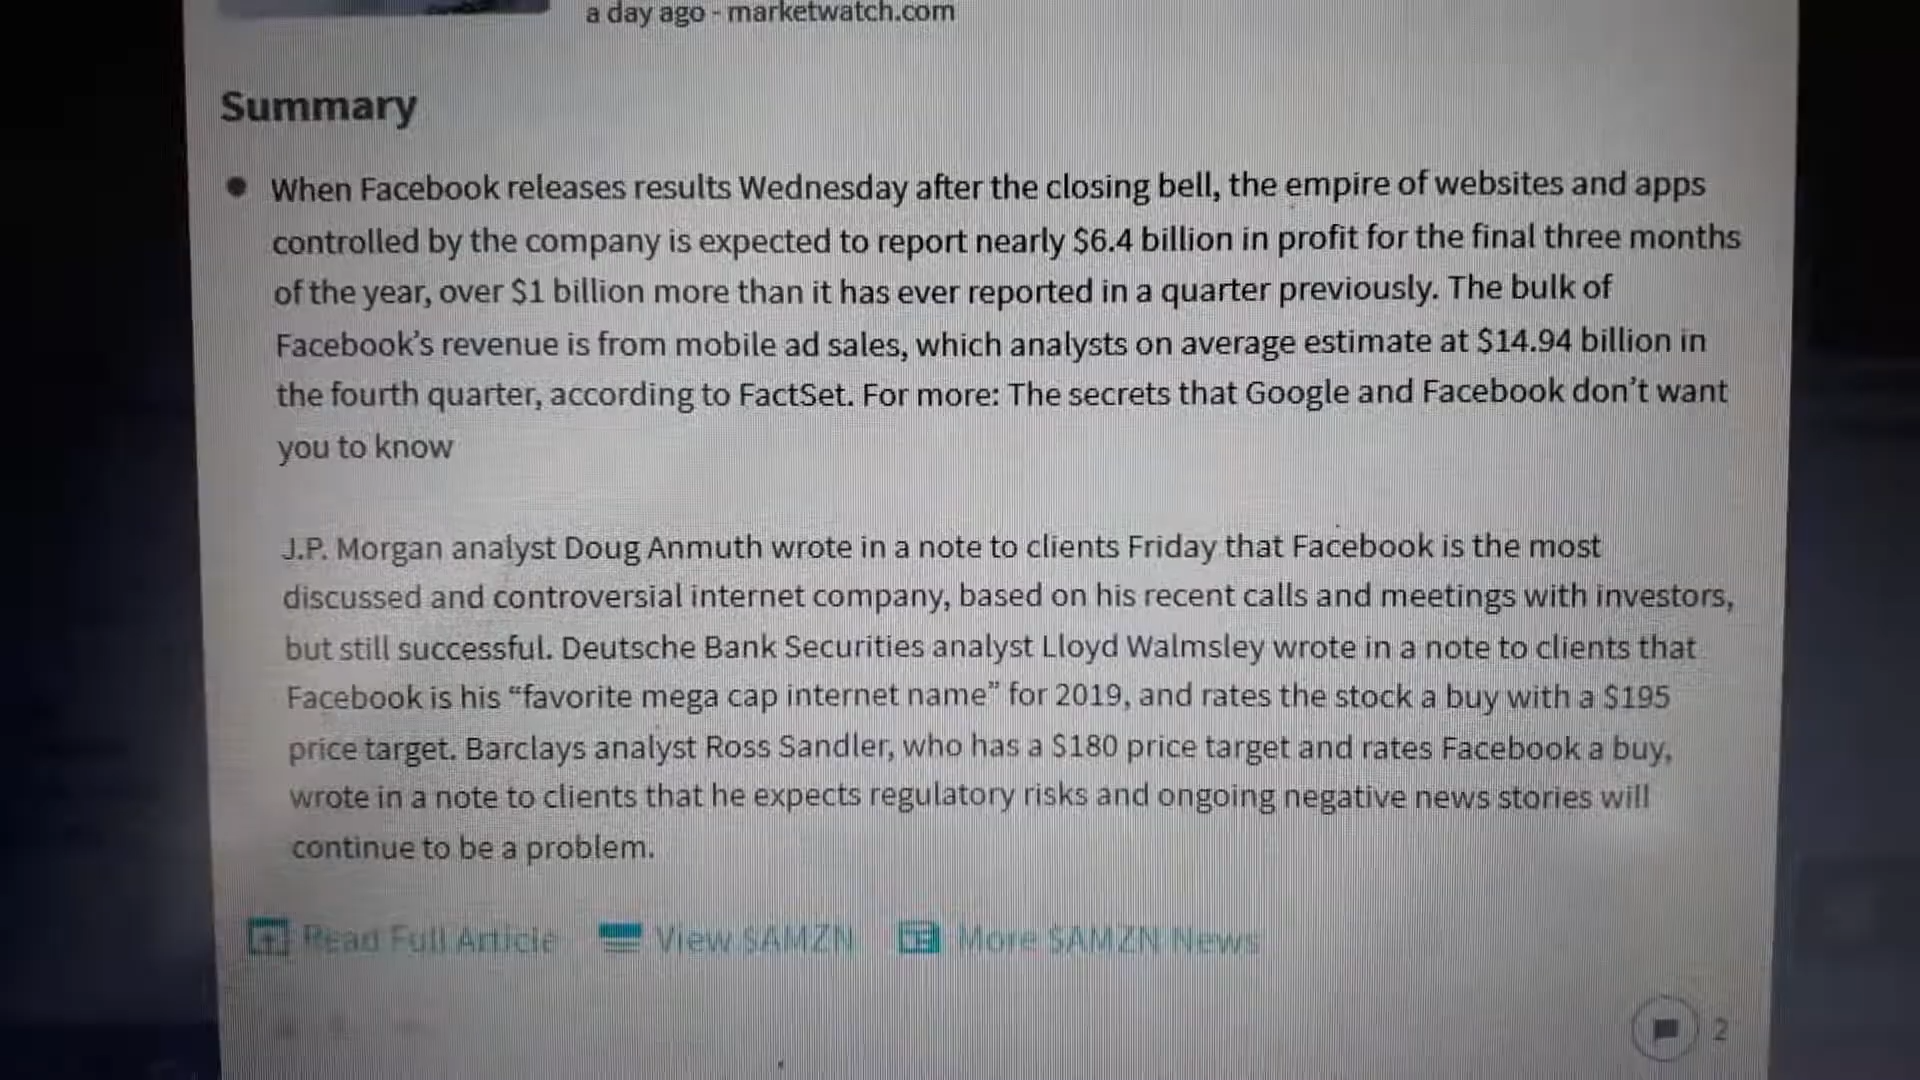 a day ago - marketwatch.com
Summary
When Facebook releases results Wednesday after the closing bell, the empire of websites and apps
controlled by the company is expected to report nearly $6.4 billion in profit for the final three months
of the year, over $1 billion more than it has ever reported in a quarter previously. The bulk of
Facebook's revenue is from mobile ad sales, which analysts on average estimate at $14.94 billion in
the fourth quarter, according to FactSet. For more: The secrets that Google and Facebook don't want
you to know
J.P. Morgan analyst Doug Anmuth wrote in a note to clients Friday that Facebook is the most
discussed and controversial internet company, based on his recent calls and meetings with investors,
but still successful. Deutsche Bank Securities analyst Lloyd Walmsley wrote in a note to clients that
Facebook is his “favorite mega cap internet name” for 2019, and rates the stock a buy with a $195
price target. Barclays analyst Ross Sandler, who has a $180 price target and rates Facebook a buy,
wrote in a note to clients that he expects regulatory risks and ongoing negative news stories will
continue to be a problem.
Read Full Article View $AMZN More $AMZN News
2